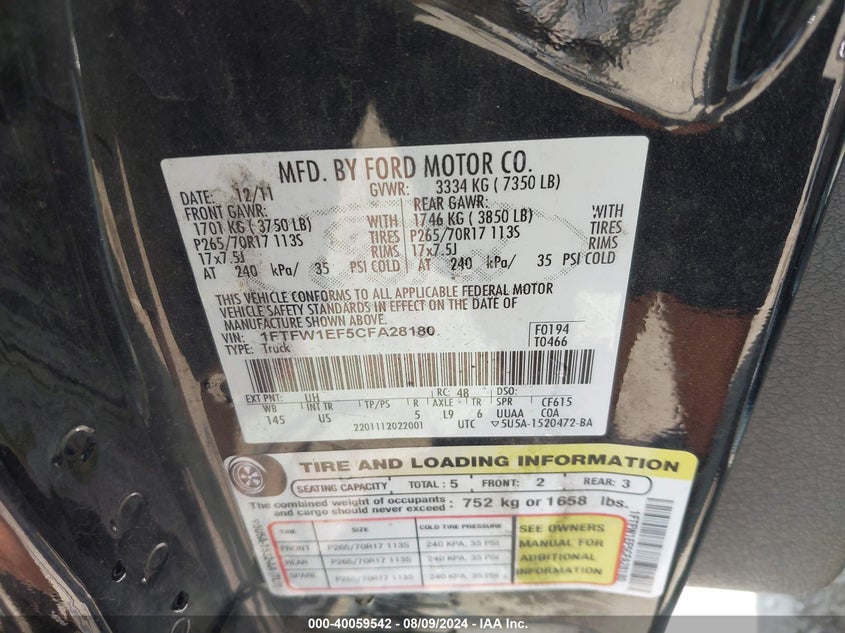 MFD. BY FORD MOTOR CO.
DATE: 12/11 GVWR: 3334 KG ( 7350 LB)
FRONT GAWR: REAR GAWR:
1701 KG ( 3750 LB) WITH 1746 KG ( 3850 LB) WITH
P265/70R17 113S TIRES P265/70R17 113S TIRES
17x7.5J RIMS 17x7.5J RIMS
AT 240 kPa/ 35 PSI COLD AT 240 kPa/ 35 PSI COLD
THIS VEHICLE CONFORMS TO ALL APPLICABLE FEDERAL MOTOR
VEHICLE SAFETY STANDARDS IN EFFECT ON THE DATE OF
MANUFACTURE SHOWN ABOVE.
VIN: 1FTFW1EF5CFA28180 F0194
TYPE: Truck T0466
EXT PNT: UH RC: 48 DSO:
WB INT TR TP/PS R AXLE TR SPR CF615
145 US 5 L9 6 UUAA COA
2201112022001 UTC ▽5U5A-1520472-BA
TIRE AND LOADING INFORMATION
SEATING CAPACITY TOTAL : 5 FRONT: 2 REAR: 3
The combined weight of occupants
and cargo should never exceed : 752 kg or 1658 lbs.
TIRE SIZE COLD TIRE PRESSURE SEE OWNERS
FRONT P265/70R17 113S 240 KPA, 35 PSI MANUAL FOR
REAR P265/70R17 113S 240 KPA, 35 PSI ADDITIONAL
SPARE P265/70R17 113S 240 KPA, 35 PSI INFORMATION
000-40059542 - 08/09/2024 - IAA Inc.